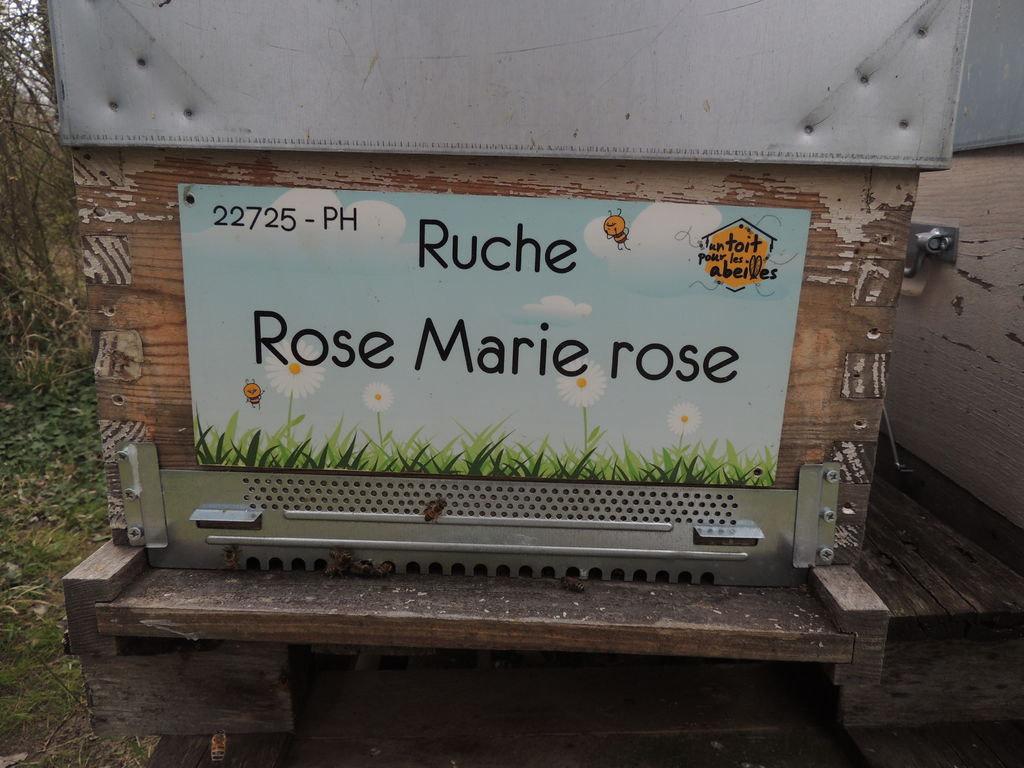 22725 - PH
Ruche
un toit
pour les
abeilles
Rose Marie rose